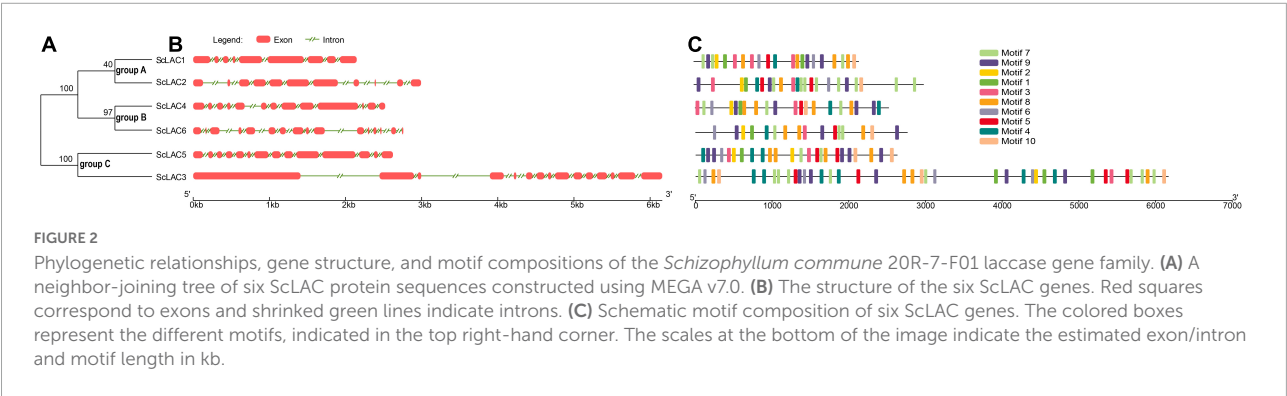 A
B
Legend: Exon Intron
C
ScLAC1
40
group A
ScLAC2
100
ScLAC4
97
group B
ScLAC6
ScLAC5
100
group C
ScLAC3
5' 3'
0kb 1kb 2kb 3kb 4kb 5kb 6kb
Motif 7
Motif 9
Motif 2
Motif 1
Motif 3
Motif 8
Motif 6
Motif 5
Motif 4
Motif 10
5' 3'
0 1000 2000 3000 4000 5000 6000 7000
FIGURE 2
Phylogenetic relationships, gene structure, and motif compositions of the Schizophyllum commune 20R-7-F01 laccase gene family. (A) A
neighbor-joining tree of six ScLAC protein sequences constructed using MEGA v7.0. (B) The structure of the six ScLAC genes. Red squares
correspond to exons and shrinked green lines indicate introns. (C) Schematic motif composition of six ScLAC genes. The colored boxes
represent the different motifs, indicated in the top right-hand corner. The scales at the bottom of the image indicate the estimated exon/intron
and motif length in kb.